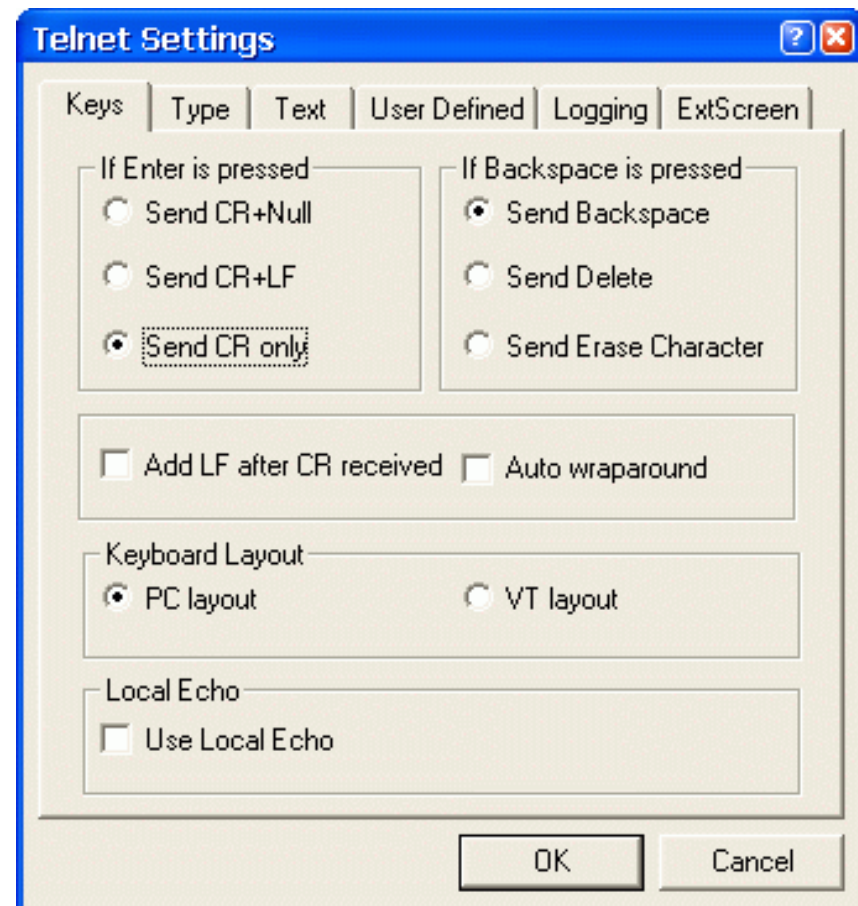 Telnet Settings
Keys Type Text User Defined Logging ExtScreen
If Enter is pressed
Send CR+Null
Send CR+LF
Send CR only
If Backspace is pressed
Send Backspace
Send Delete
Send Erase Character
Add LF after CR received Auto wraparound
Keyboard Layout
PC layout VT layout
Local Echo
Use Local Echo
OK Cancel